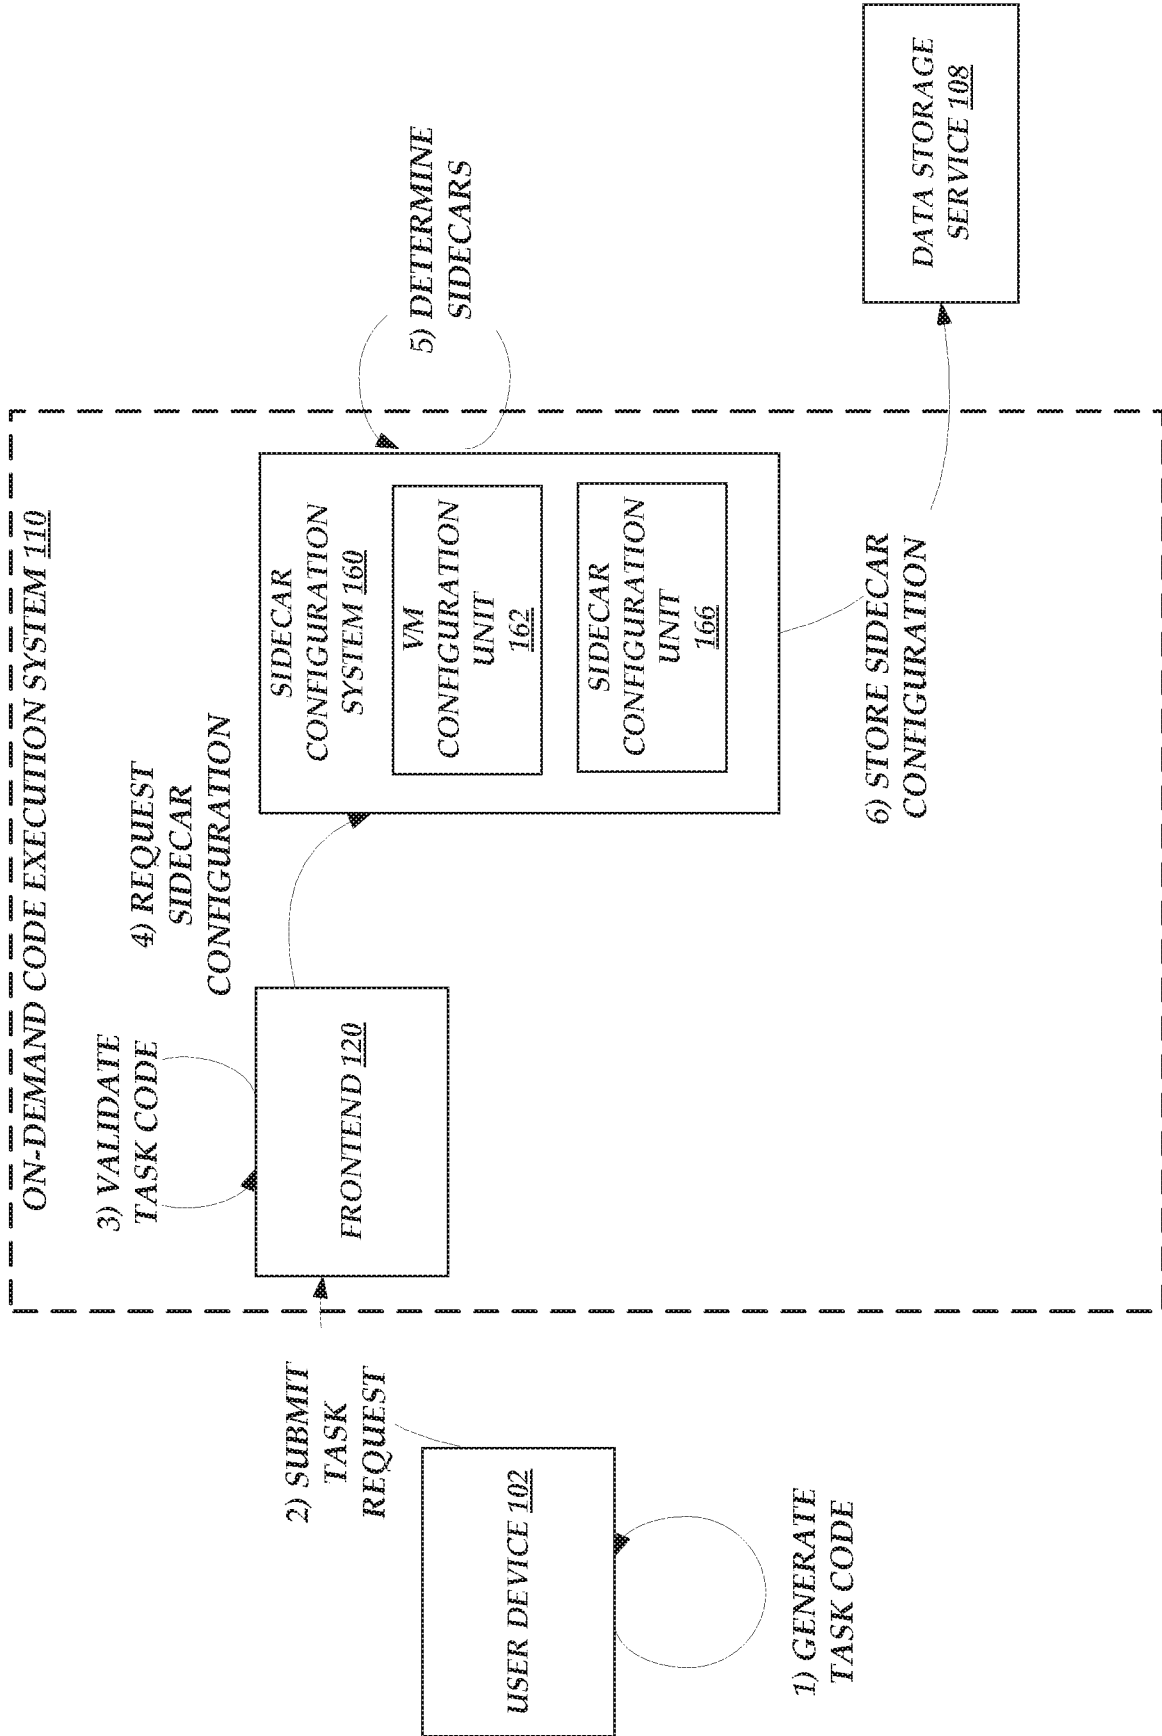 ON-DEMAND CODE EXECUTION SYSTEM 110
1) GENERATE
TASK CODE
USER DEVICE 102
2) SUBMIT
TASK
REQUEST
3) VALIDATE
TASK CODE
FRONTEND 120
4) REQUEST
SIDECAR
CONFIGURATION
SIDECAR
CONFIGURATION
SYSTEM 160
VM
CONFIGURATION
UNIT
162
SIDECAR
CONFIGURATION
UNIT
166
5) DETERMINE
SIDECARS
6) STORE SIDECAR
CONFIGURATION
DATA STORAGE
SERVICE 108